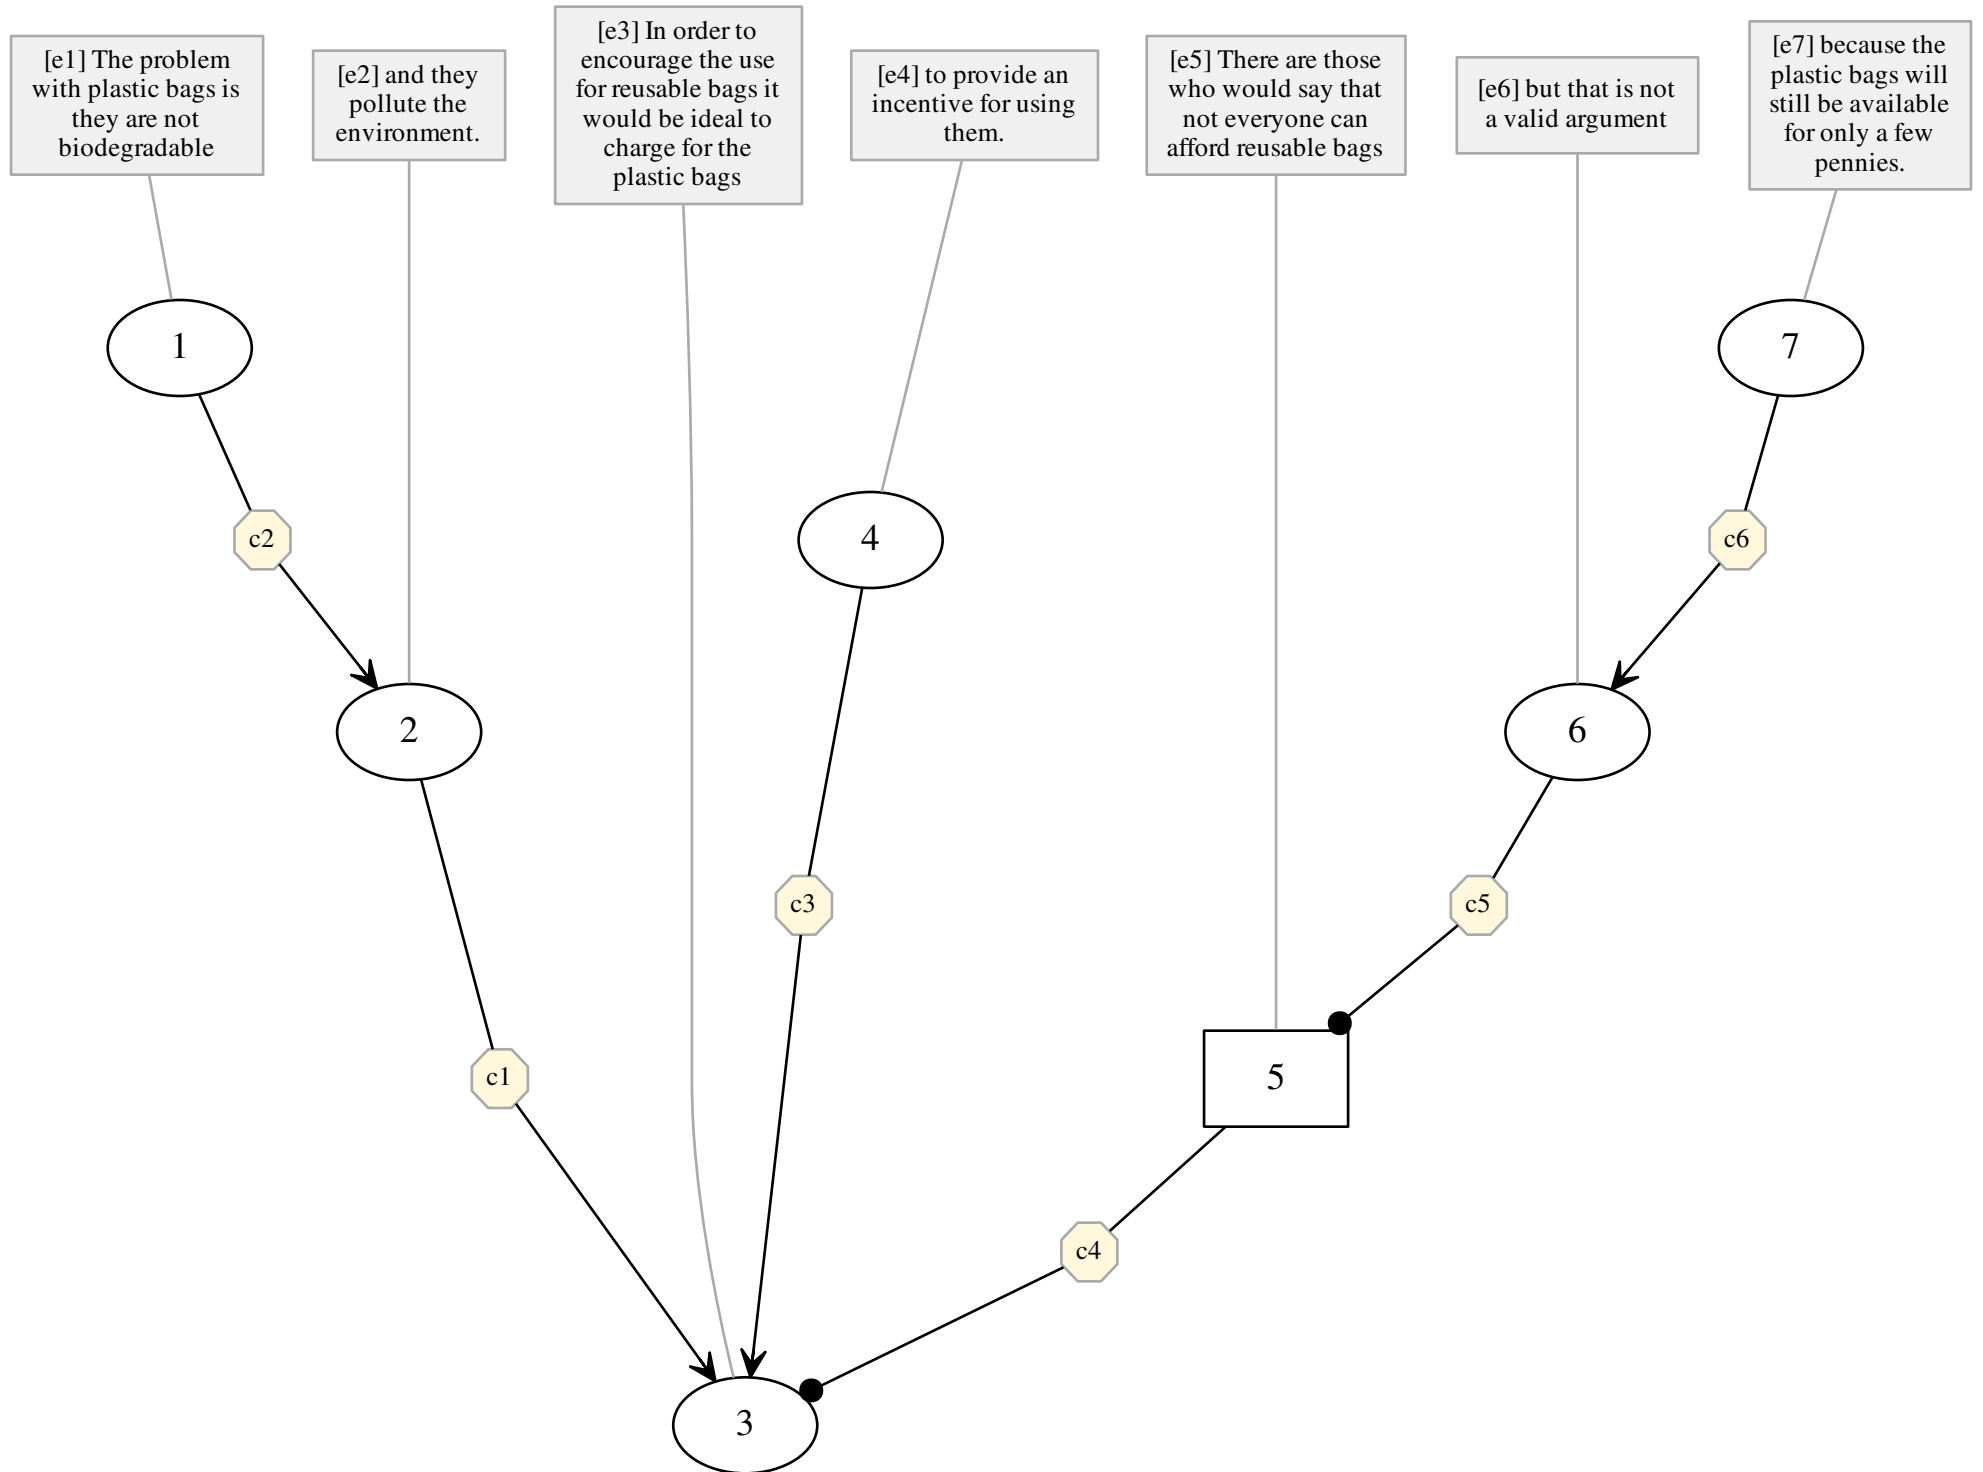 [e1] The problem
with plastic bags is
they are not
biodegradable
[e2] and they
pollute the
environment.
[e3] In order to
encourage the use
for reusable bags it
would be ideal to
charge for the
plastic bags
[e4] to provide an
incentive for using
them.
[e5] There are those
who would say that
not everyone can
afford reusable bags
[e6] but that is not
a valid argument
[e7] because the
plastic bags will
still be available
for only a few
pennies.
1
7
c2
4
c6
2
6
c3
c5
c1
5
c4
3